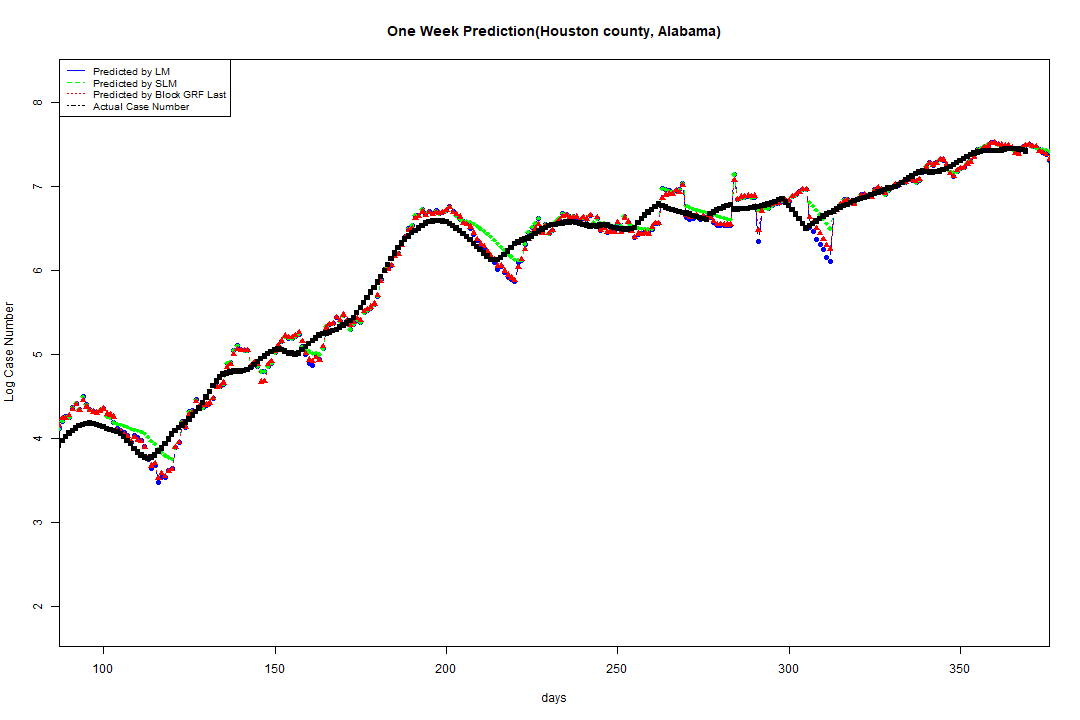 One Week Prediction(Houston county, Alabama)
Predicted by LM
Predicted by SLM
Predicted by Block GRF Last
Actual Case Number
8
7
6
5
4
3
2
Log Case Number
100 150 200 250 300 350
days